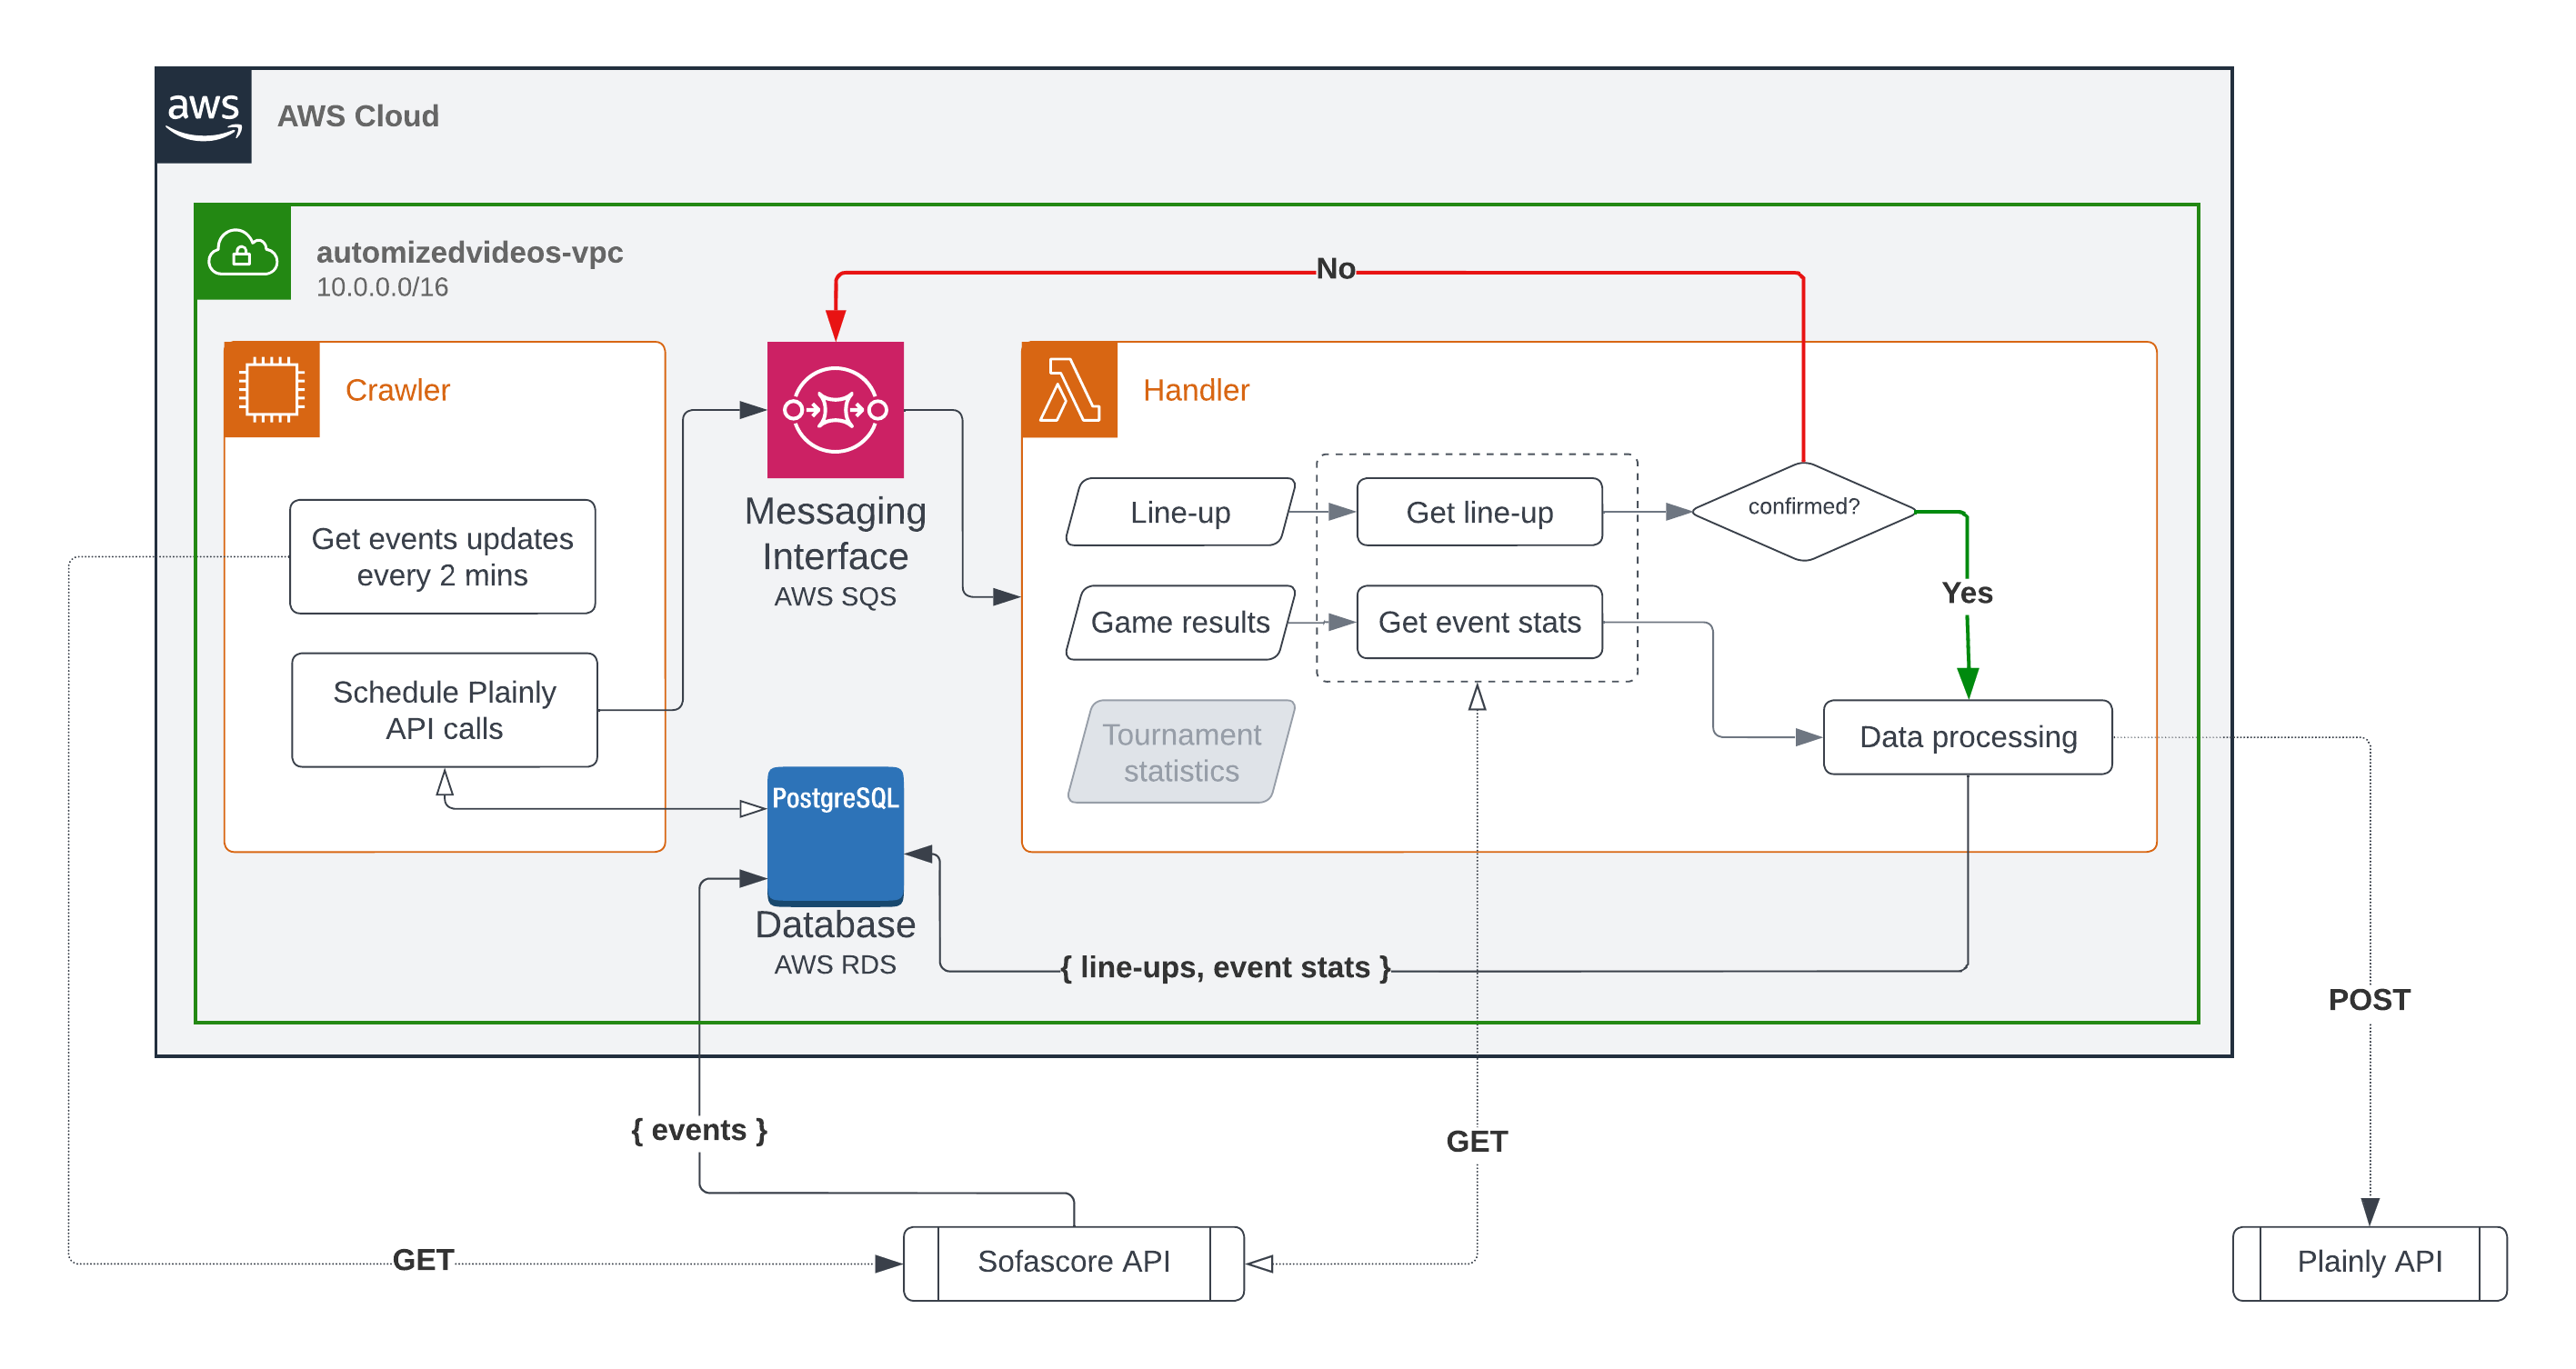 aws
AWS Cloud
automizedvideos-vpc
10.0.0.0/16
No
Crawler
Handler
Get events updates
every 2 mins
Schedule Plainly
API calls
Messaging
Interface
AWS SQS
PostgreSQL
Database
AWS RDS
Line-up
Get line-up
confirmed?
Yes
Game results
Get event stats
Tournament
statistics
Data processing
{ line-ups, event stats }
POST
{ events }
GET
GET
Sofascore API
Plainly API